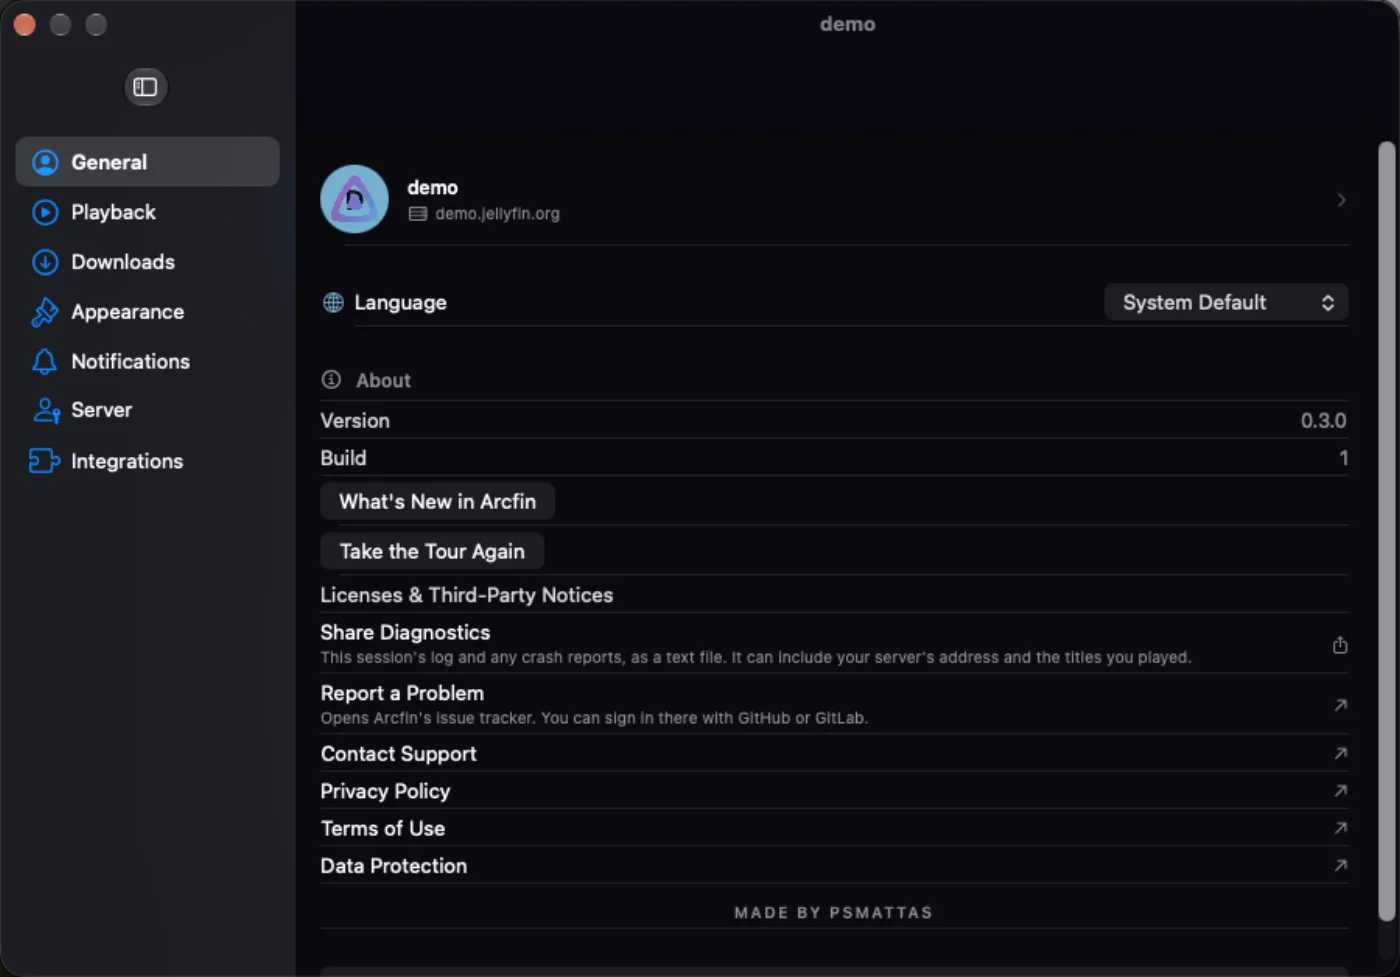 demo
General
Playback
Downloads
Appearance
Notifications
Server
Integrations
demo
demo.jellyfin.org
Language
System Default
About
Version
0.3.0
Build
1
What's New in Arcfin
Take the Tour Again
Licenses & Third-Party Notices
Share Diagnostics
This session's log and any crash reports, as a text file. It can include your server's address and the titles you played.
Report a Problem
Opens Arcfin's issue tracker. You can sign in there with GitHub or GitLab.
Contact Support
Privacy Policy
Terms of Use
Data Protection
MADE BY PSMATTAS